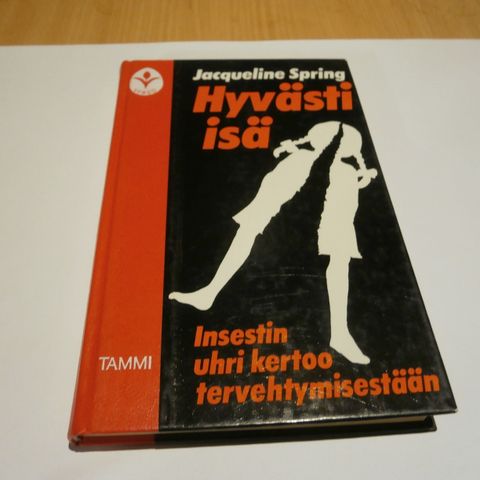 Jacqueline Spring
Hyvästi
isä
Insestin
uhri kertoo
tervehtymisestään
TAMMI